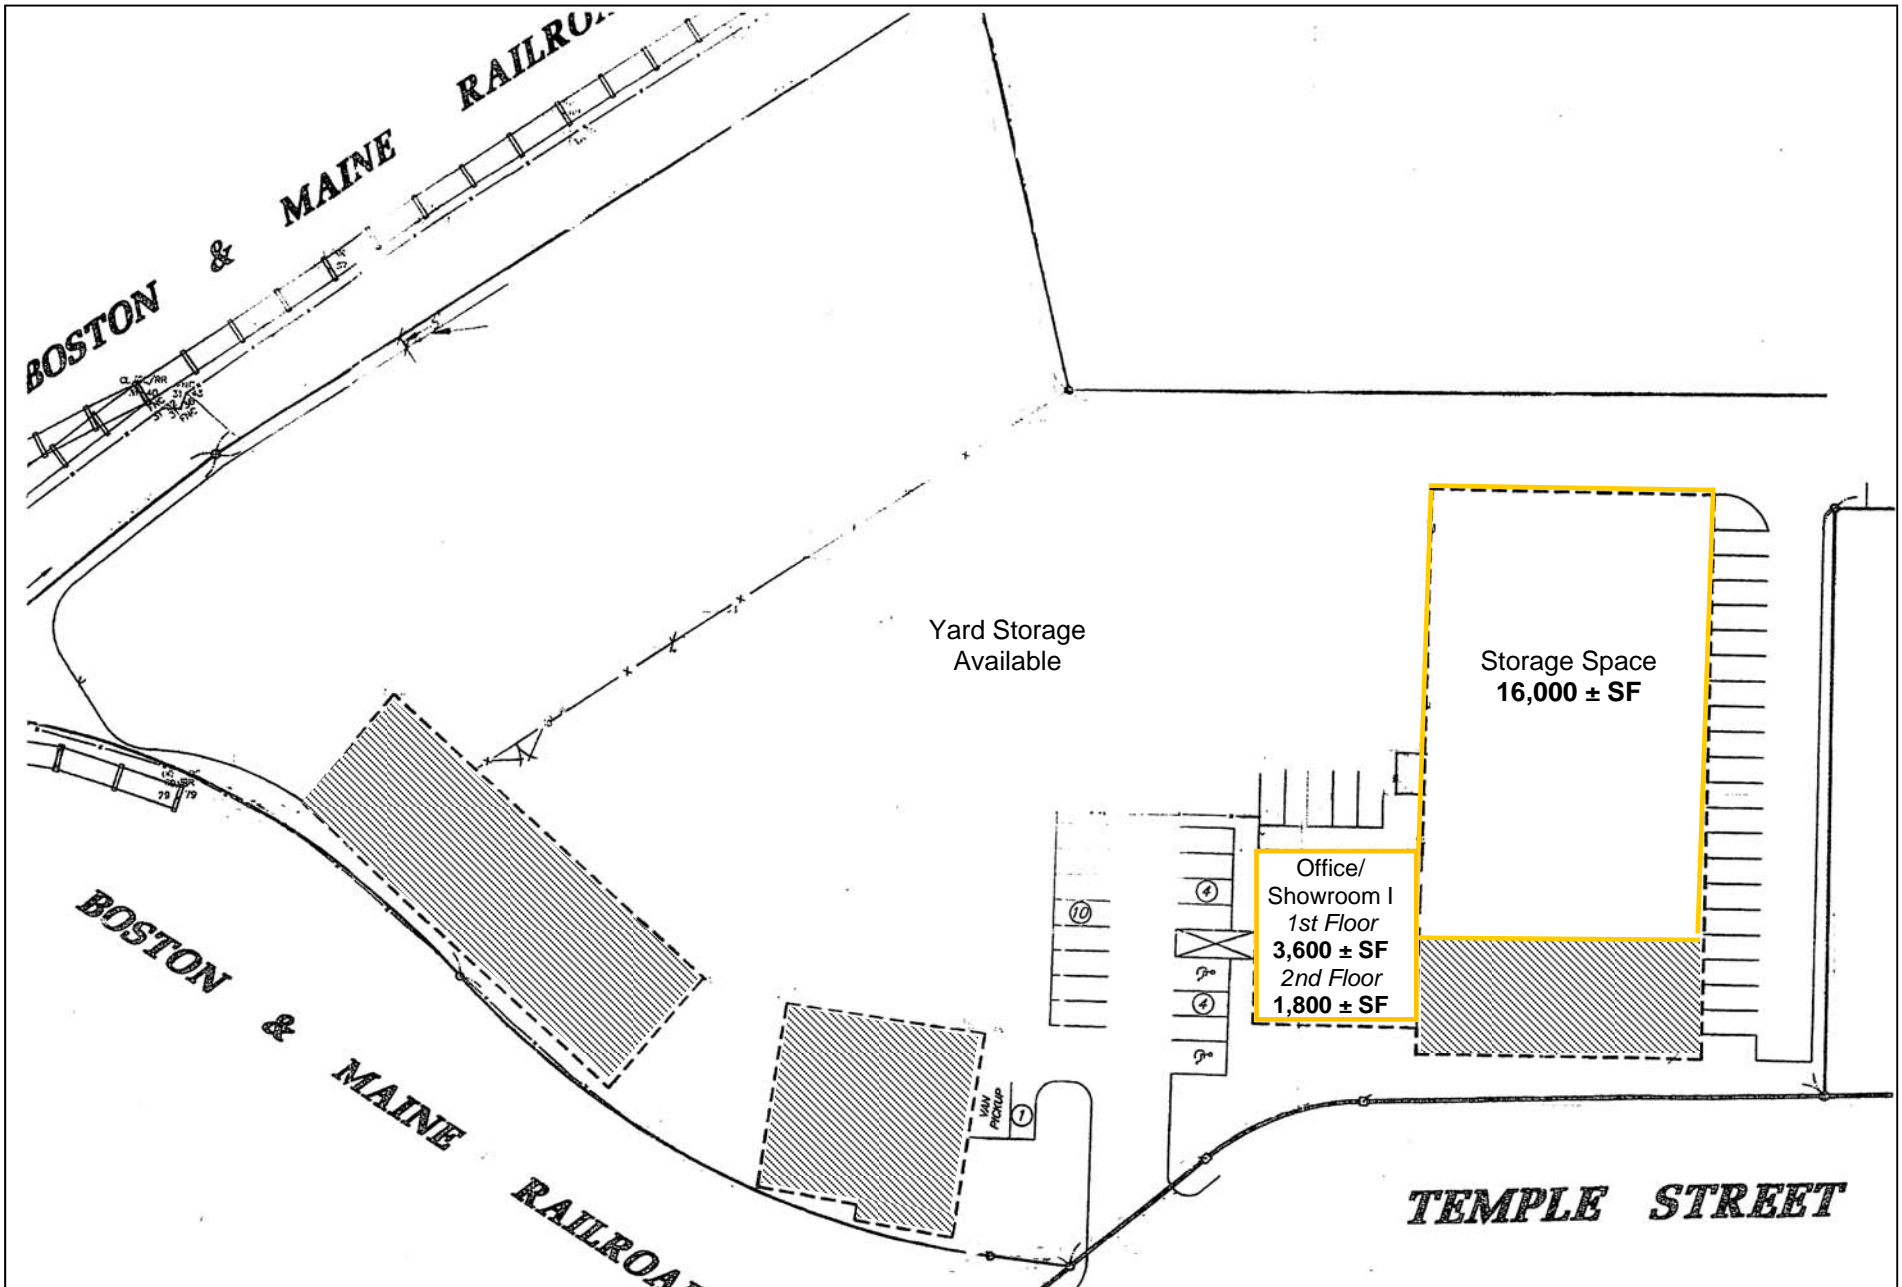 BOSTON & MAINE
Yard Storage
Available
Storage Space
16,000 ± SF
Office/
Showroom I
1st Floor
3,600 ± SF
2nd Floor
1,800 ± SF
4
10
4
VAN
PICKUP
1
BOSTON & MAINE
TEMPLE STREET